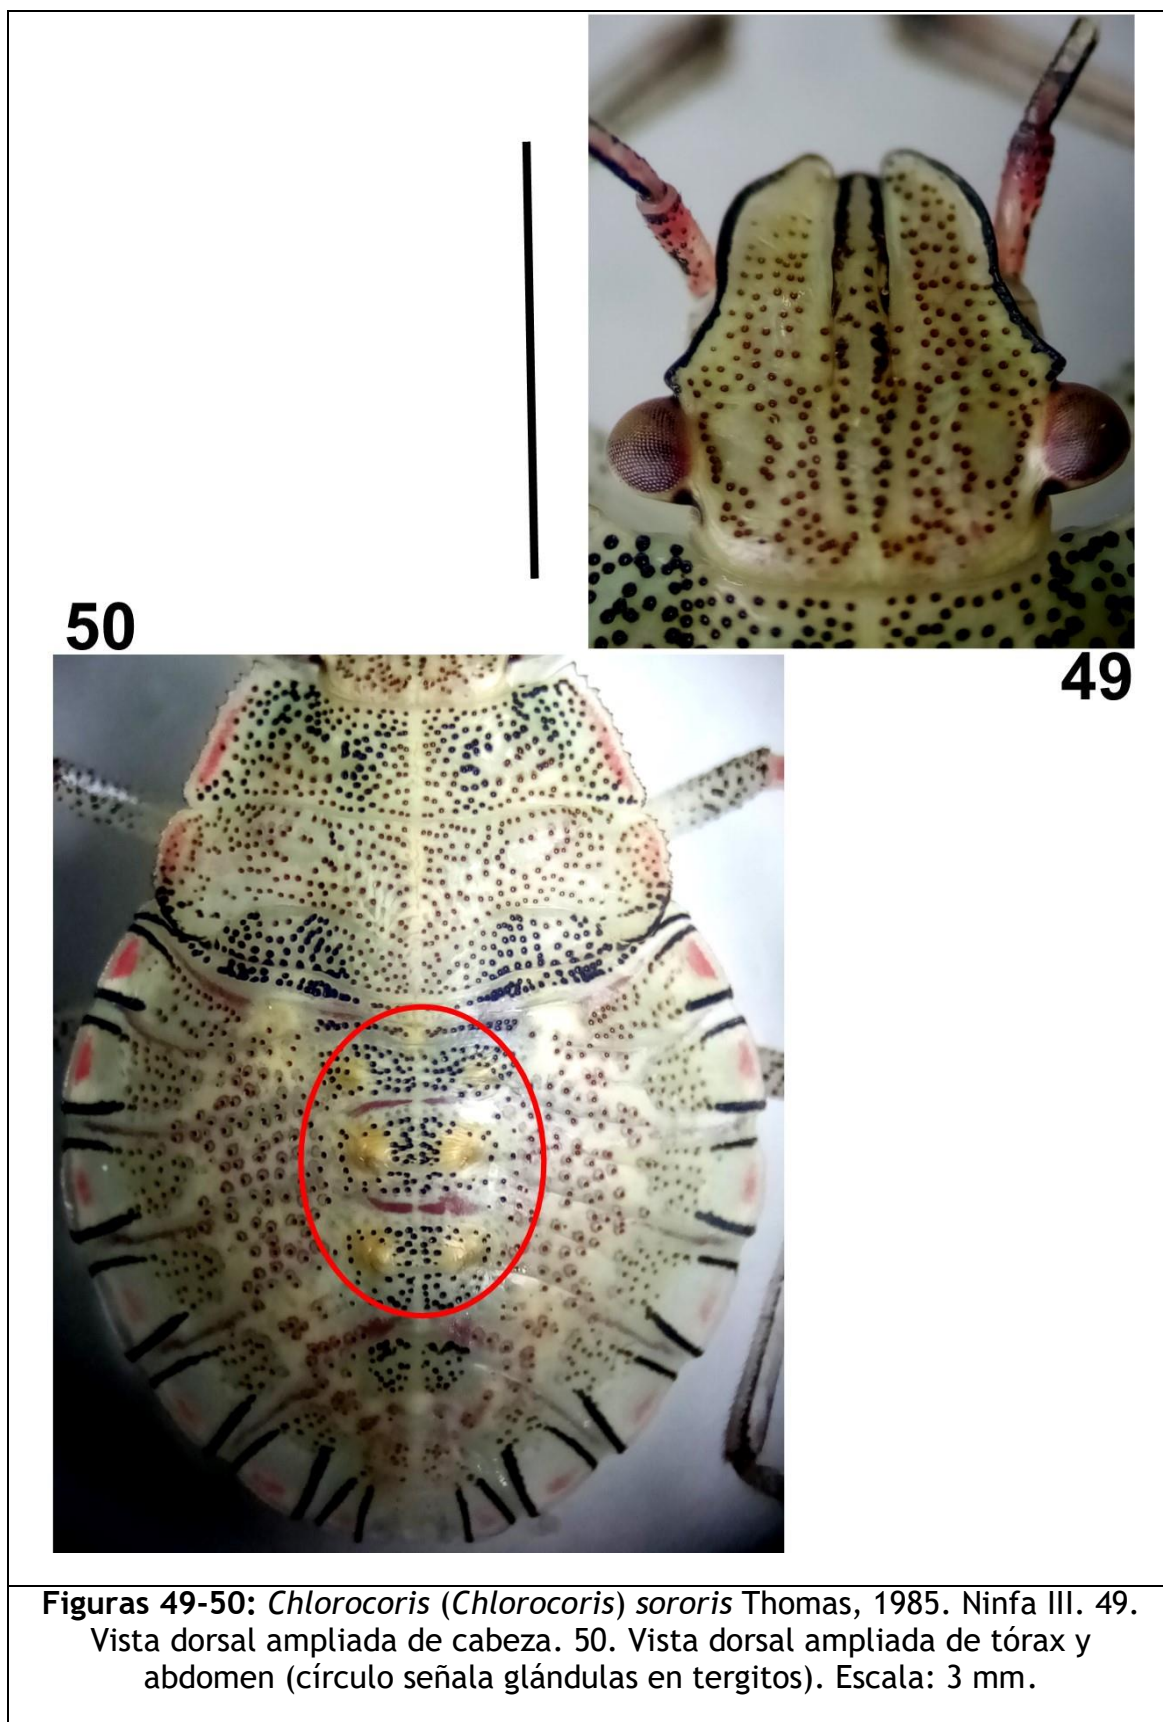 50
49
Figuras 49-50: Chlorocoris (Chlorocoris) sororis Thomas, 1985. Ninfa III. 49.
Vista dorsal ampliada de cabeza. 50. Vista dorsal ampliada de tórax y
abdomen (círculo señala glándulas en tergitos). Escala: 3 mm.